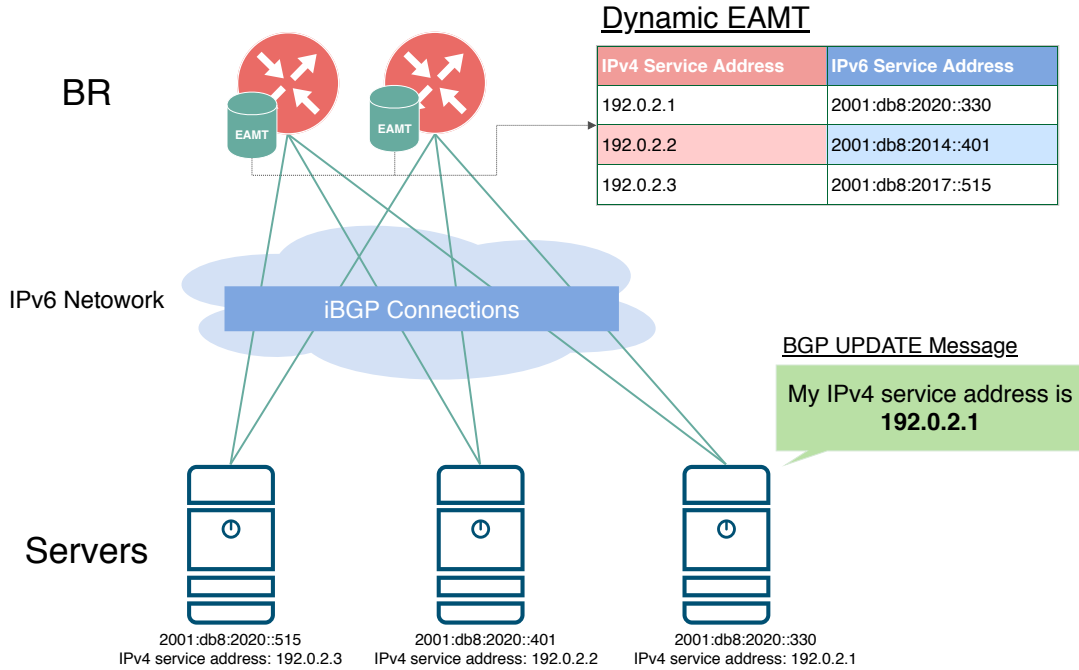 Dynamic EAMT
BR
EAMT
EAMT
IPv4 Service Address IPv6 Service Address
192.0.2.1 2001:db8:2020::330
192.0.2.2 2001:db8:2014::401
192.0.2.3 2001:db8:2017::515
IPv6 Netowork
iBGP Connections
BGP UPDATE Message
My IPv4 service address is
192.0.2.1
Servers
2001:db8:2020::515
IPv4 service address: 192.0.2.3
2001:db8:2020::401
IPv4 service address: 192.0.2.2
2001:db8:2020::330
IPv4 service address: 192.0.2.1